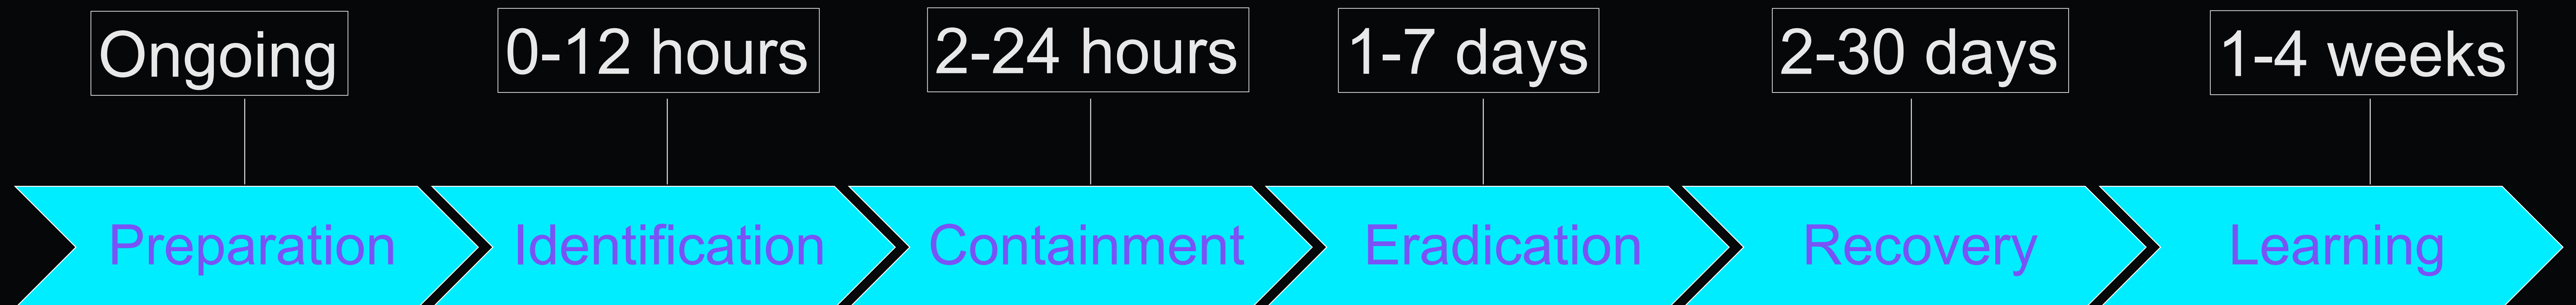 Ongoing
0-12 hours
2-24 hours
1-7 days
2-30 days
1-4 weeks
Preparation
Identification
Containment
Eradication
Recovery
Learning